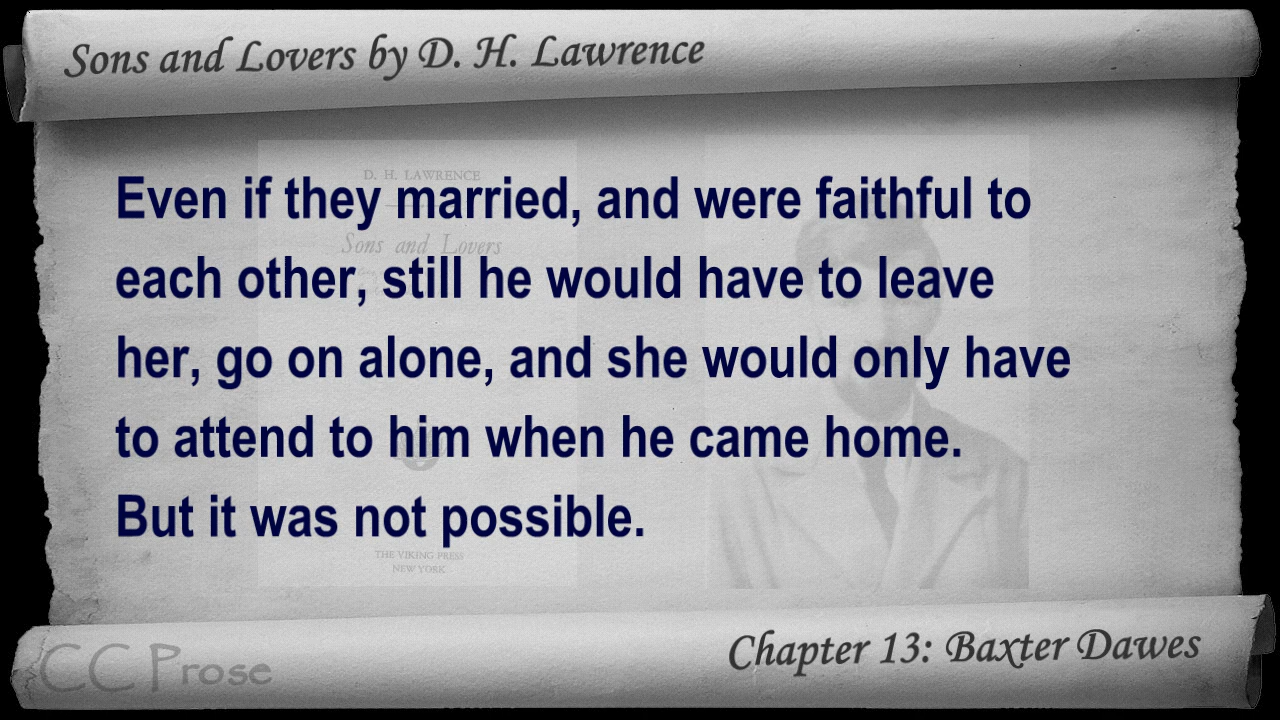 Sons and Lovers by D. H. Lawrence
D. H. LAWRENCE
Even if they married, and were faithful to
Sons and Lovers
each other, still he would have to leave
her, go on alone, and she would only have
to attend to him when he came home.
But it was not possible.
THE VIKING PRESS
NEW YORK
Chapter 13: Baxter Dawes
CC Prose